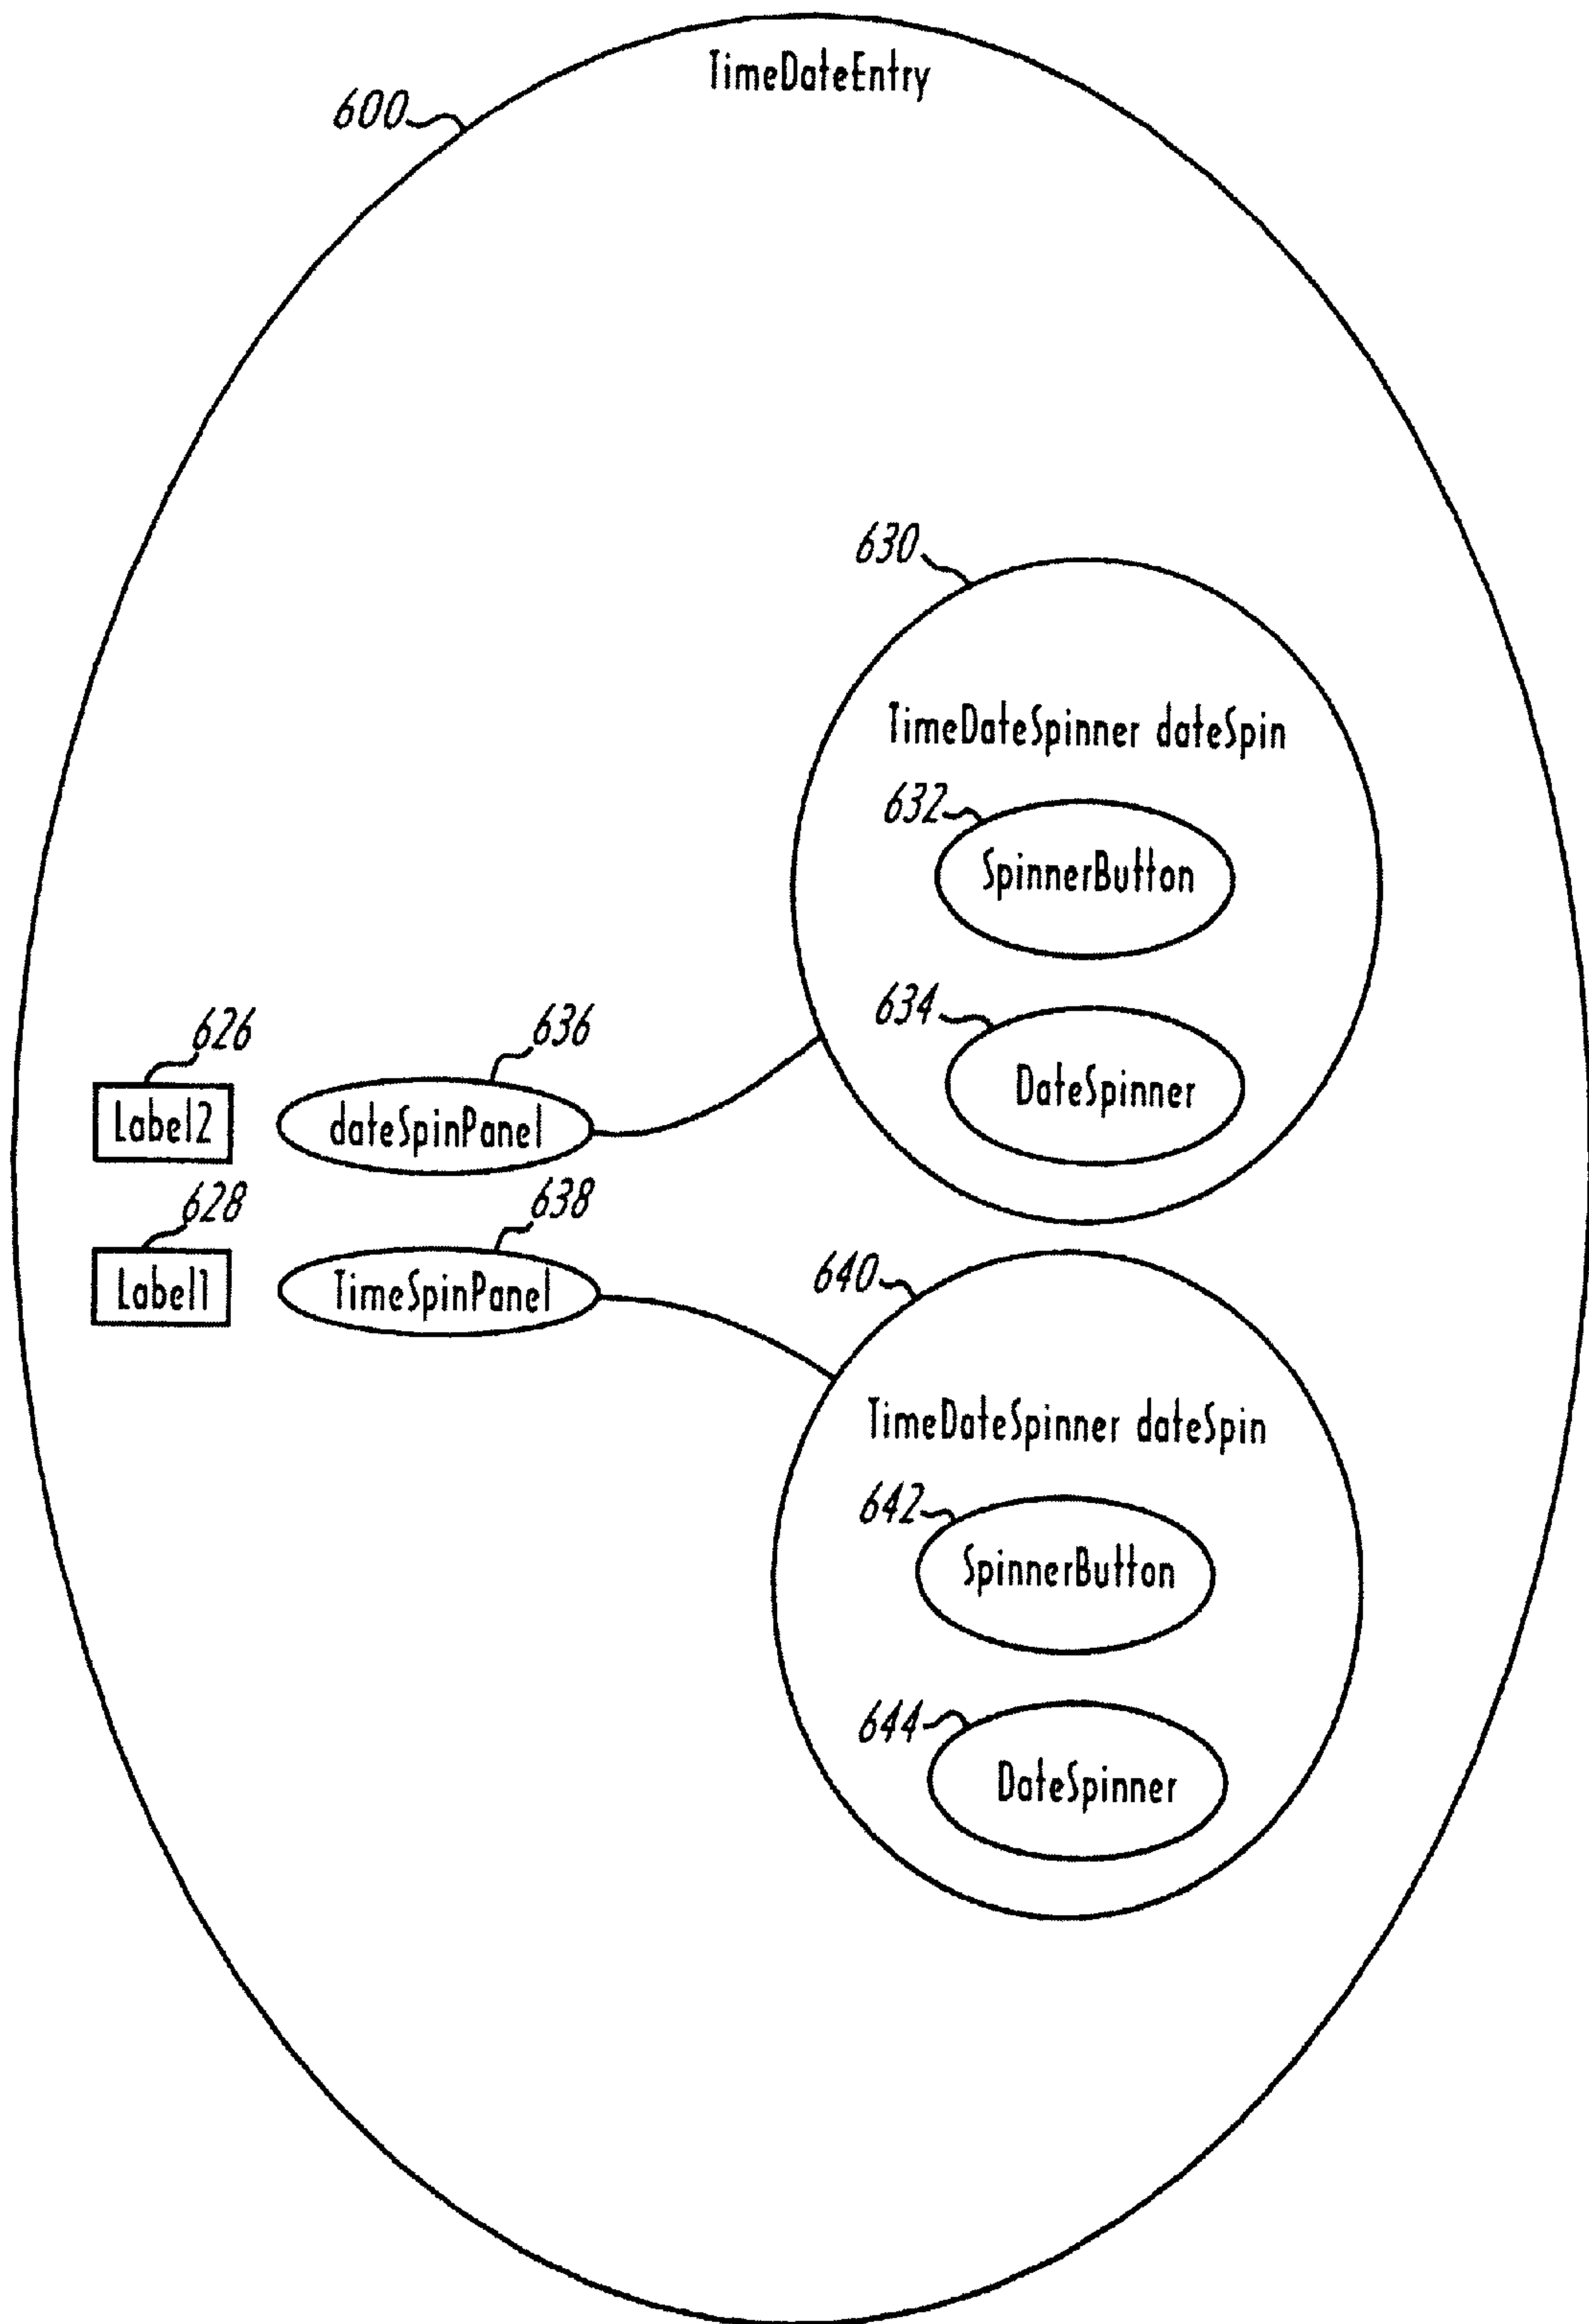 TimeDateEntry
600
630
TimeDateSpinner dateSpin
632
SpinnerButton
634
DateSpinner
626
636
Label2
dateSpinPanel
628
638
Label1
TimeSpinPanel
640
TimeDateSpinner dateSpin
642
SpinnerButton
644
DateSpinner